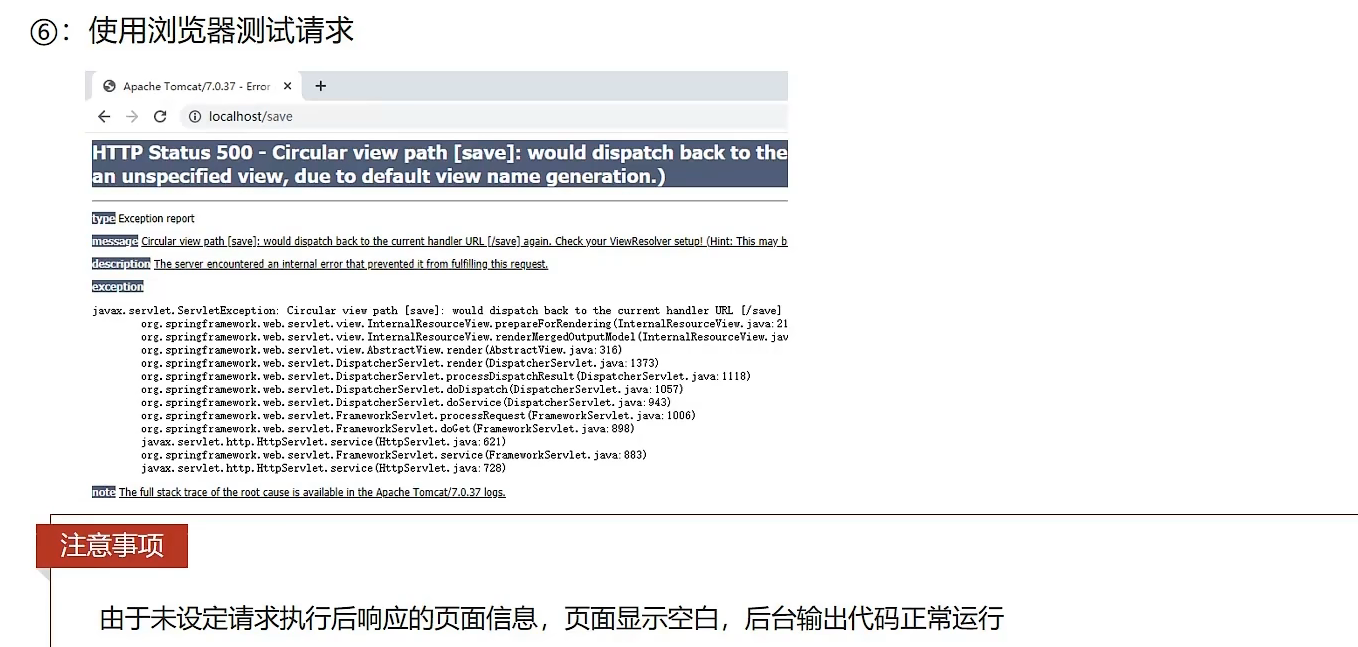 ⑥：使用浏览器测试请求
Apache Tomcat/7.0.37 - Error
localhost/save
HTTP Status 500 - Circular view path [save]: would dispatch back to the
an unspecified view, due to default view name generation.)
type Exception report
message Circular view path [save]: would dispatch back to the current handler URL [/save] again. Check your ViewResolver setup! (Hint: This may b
description The server encountered an internal error that prevented it from fulfilling this request.
exception
javax.servlet.ServletException: Circular view path [save]: would dispatch back to the current handler URL [/save]
org.springframework.web.servlet.view.InternalResourceView.prepareForRendering(InternalResourceView.java:21
org.springframework.web.servlet.view.InternalResourceView.renderMergedOutputModel(InternalResourceView.jav
org.springframework.web.servlet.view.AbstractView.render(AbstractView.java:316)
org.springframework.web.servlet.DispatcherServlet.render(DispatcherServlet.java:1373)
org.springframework.web.servlet.DispatcherServlet.processDispatchResult(DispatcherServlet.java:1118)
org.springframework.web.servlet.DispatcherServlet.doDispatch(DispatcherServlet.java:1057)
org.springframework.web.servlet.DispatcherServlet.doService(DispatcherServlet.java:943)
org.springframework.web.servlet.FrameworkServlet.processRequest(FrameworkServlet.java:1006)
org.springframework.web.servlet.FrameworkServlet.doGet(FrameworkServlet.java:898)
javax.servlet.http.HttpServlet.service(HttpServlet.java:621)
org.springframework.web.servlet.FrameworkServlet.service(FrameworkServlet.java:883)
javax.servlet.http.HttpServlet.service(HttpServlet.java:728)
note The full stack trace of the root cause is available in the Apache Tomcat/7.0.37 logs.
注意事项
由于未设定请求执行后响应的页面信息，页面显示空白，后台输出代码正常运行